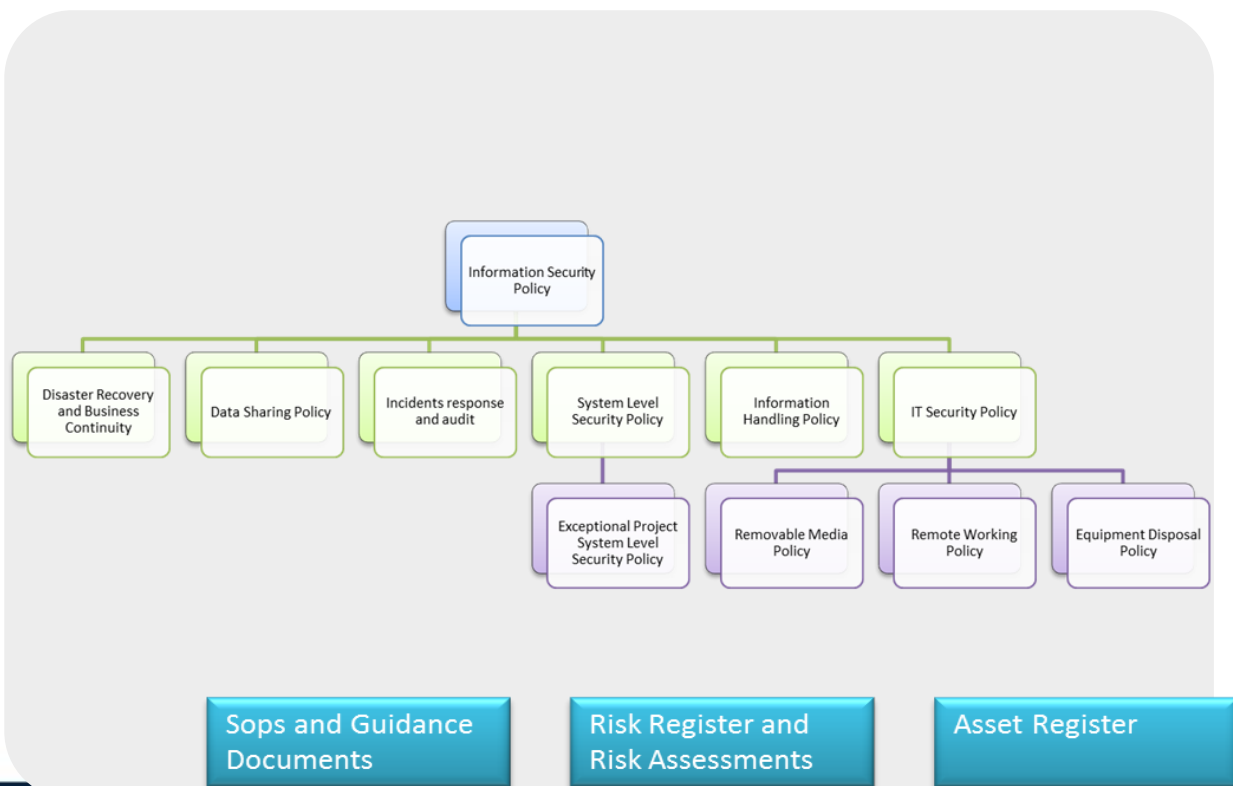 Information Security
Policy
Disaster Recovery
and Business
Continuity
Data Sharing Policy
Incidents response
and audit
System Level
Security Policy
Information
Handling Policy
IT Security Policy
Exceptional Project
System Level
Security Policy
Removable Media
Policy
Remote Working
Policy
Equipment Disposal
Policy
Sops and Guidance
Documents
Risk Register and
Risk Assessments
Asset Register